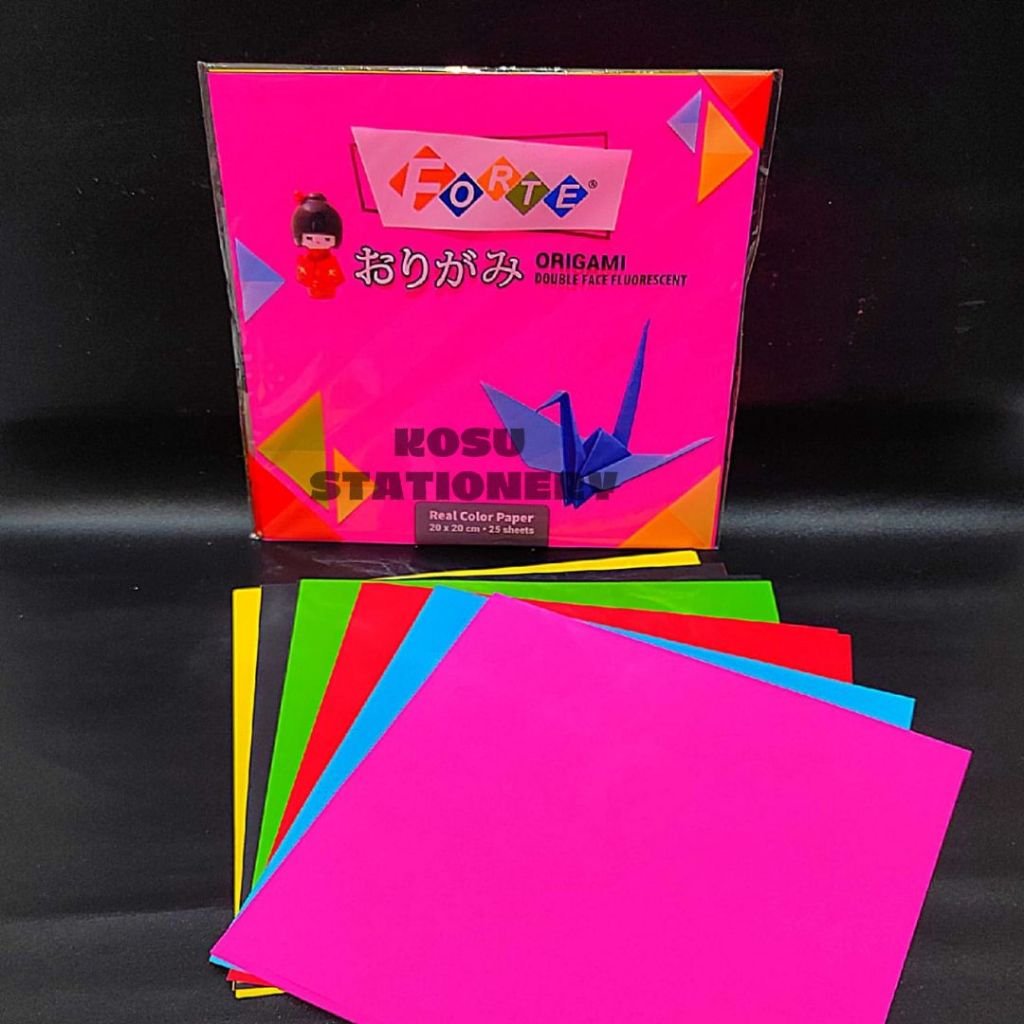 FORTE®
おりがみ
ORIGAMI
DOUBLE FACE FLUORESCENT
KOSU
STATIONERY
Real Color Paper
20 x 20 cm • 25 sheets